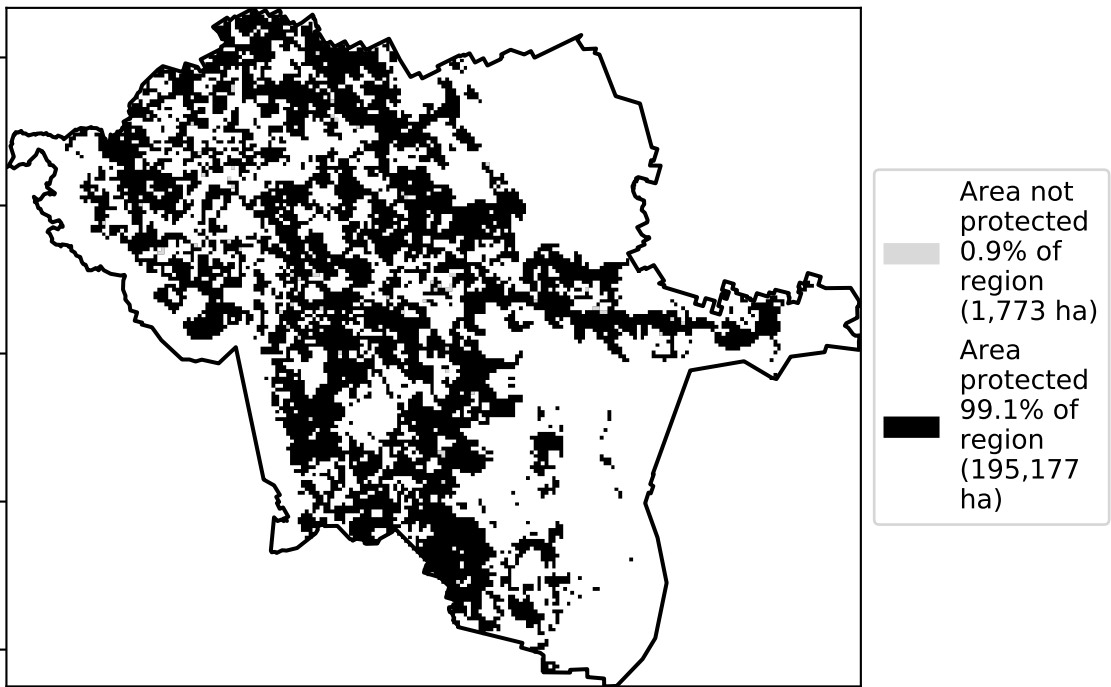 Area not
protected
0.9% of
region
(1,773 ha)
Area
protected
99.1% of
region
(195,177
ha)